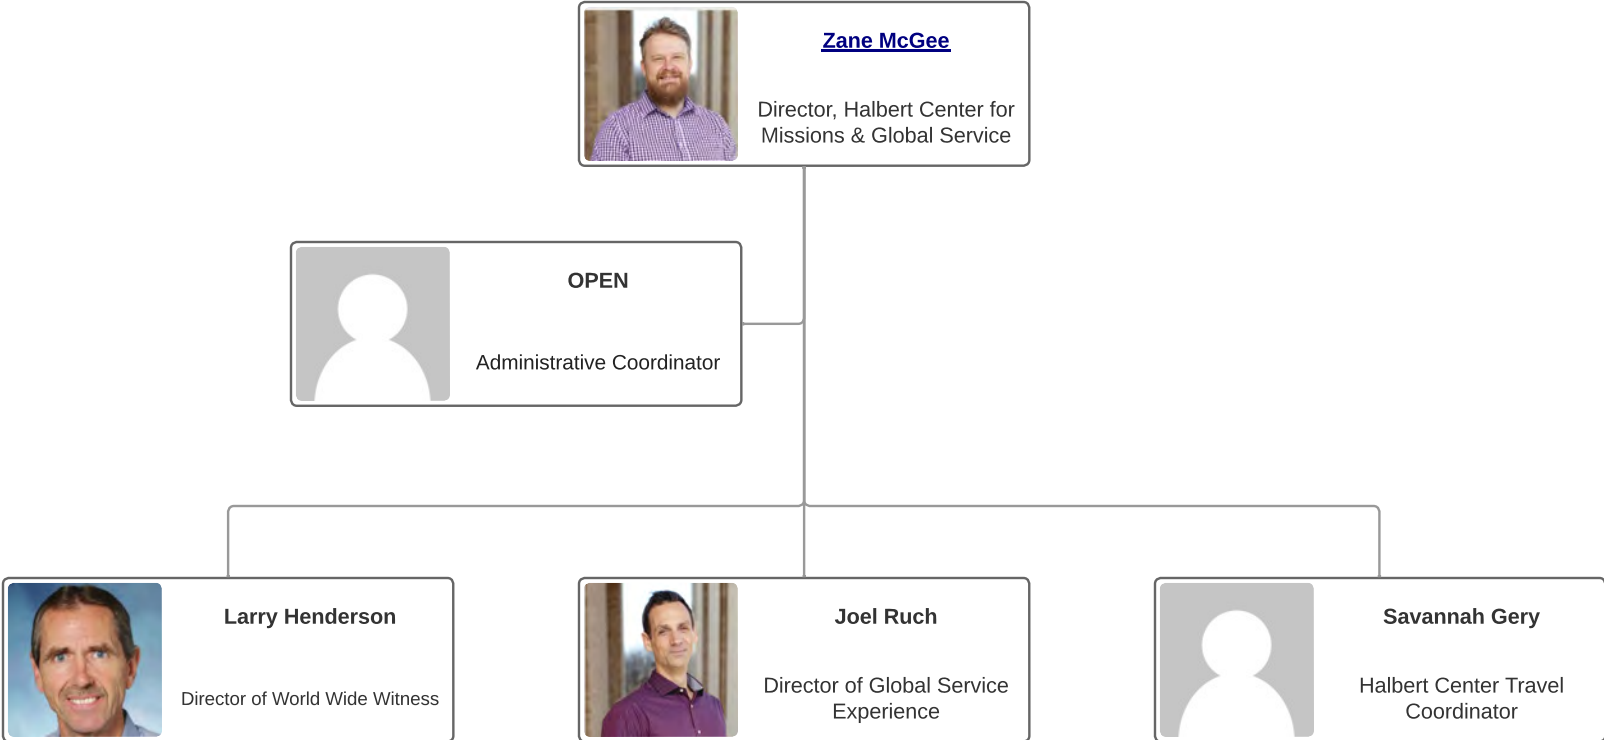 Zane McGee
Director, Halbert Center for
Missions & Global Service
OPEN
Administrative Coordinator
Larry Henderson
Director of World Wide Witness
Joel Ruch
Director of Global Service
Experience
Savannah Gery
Halbert Center Travel
Coordinator